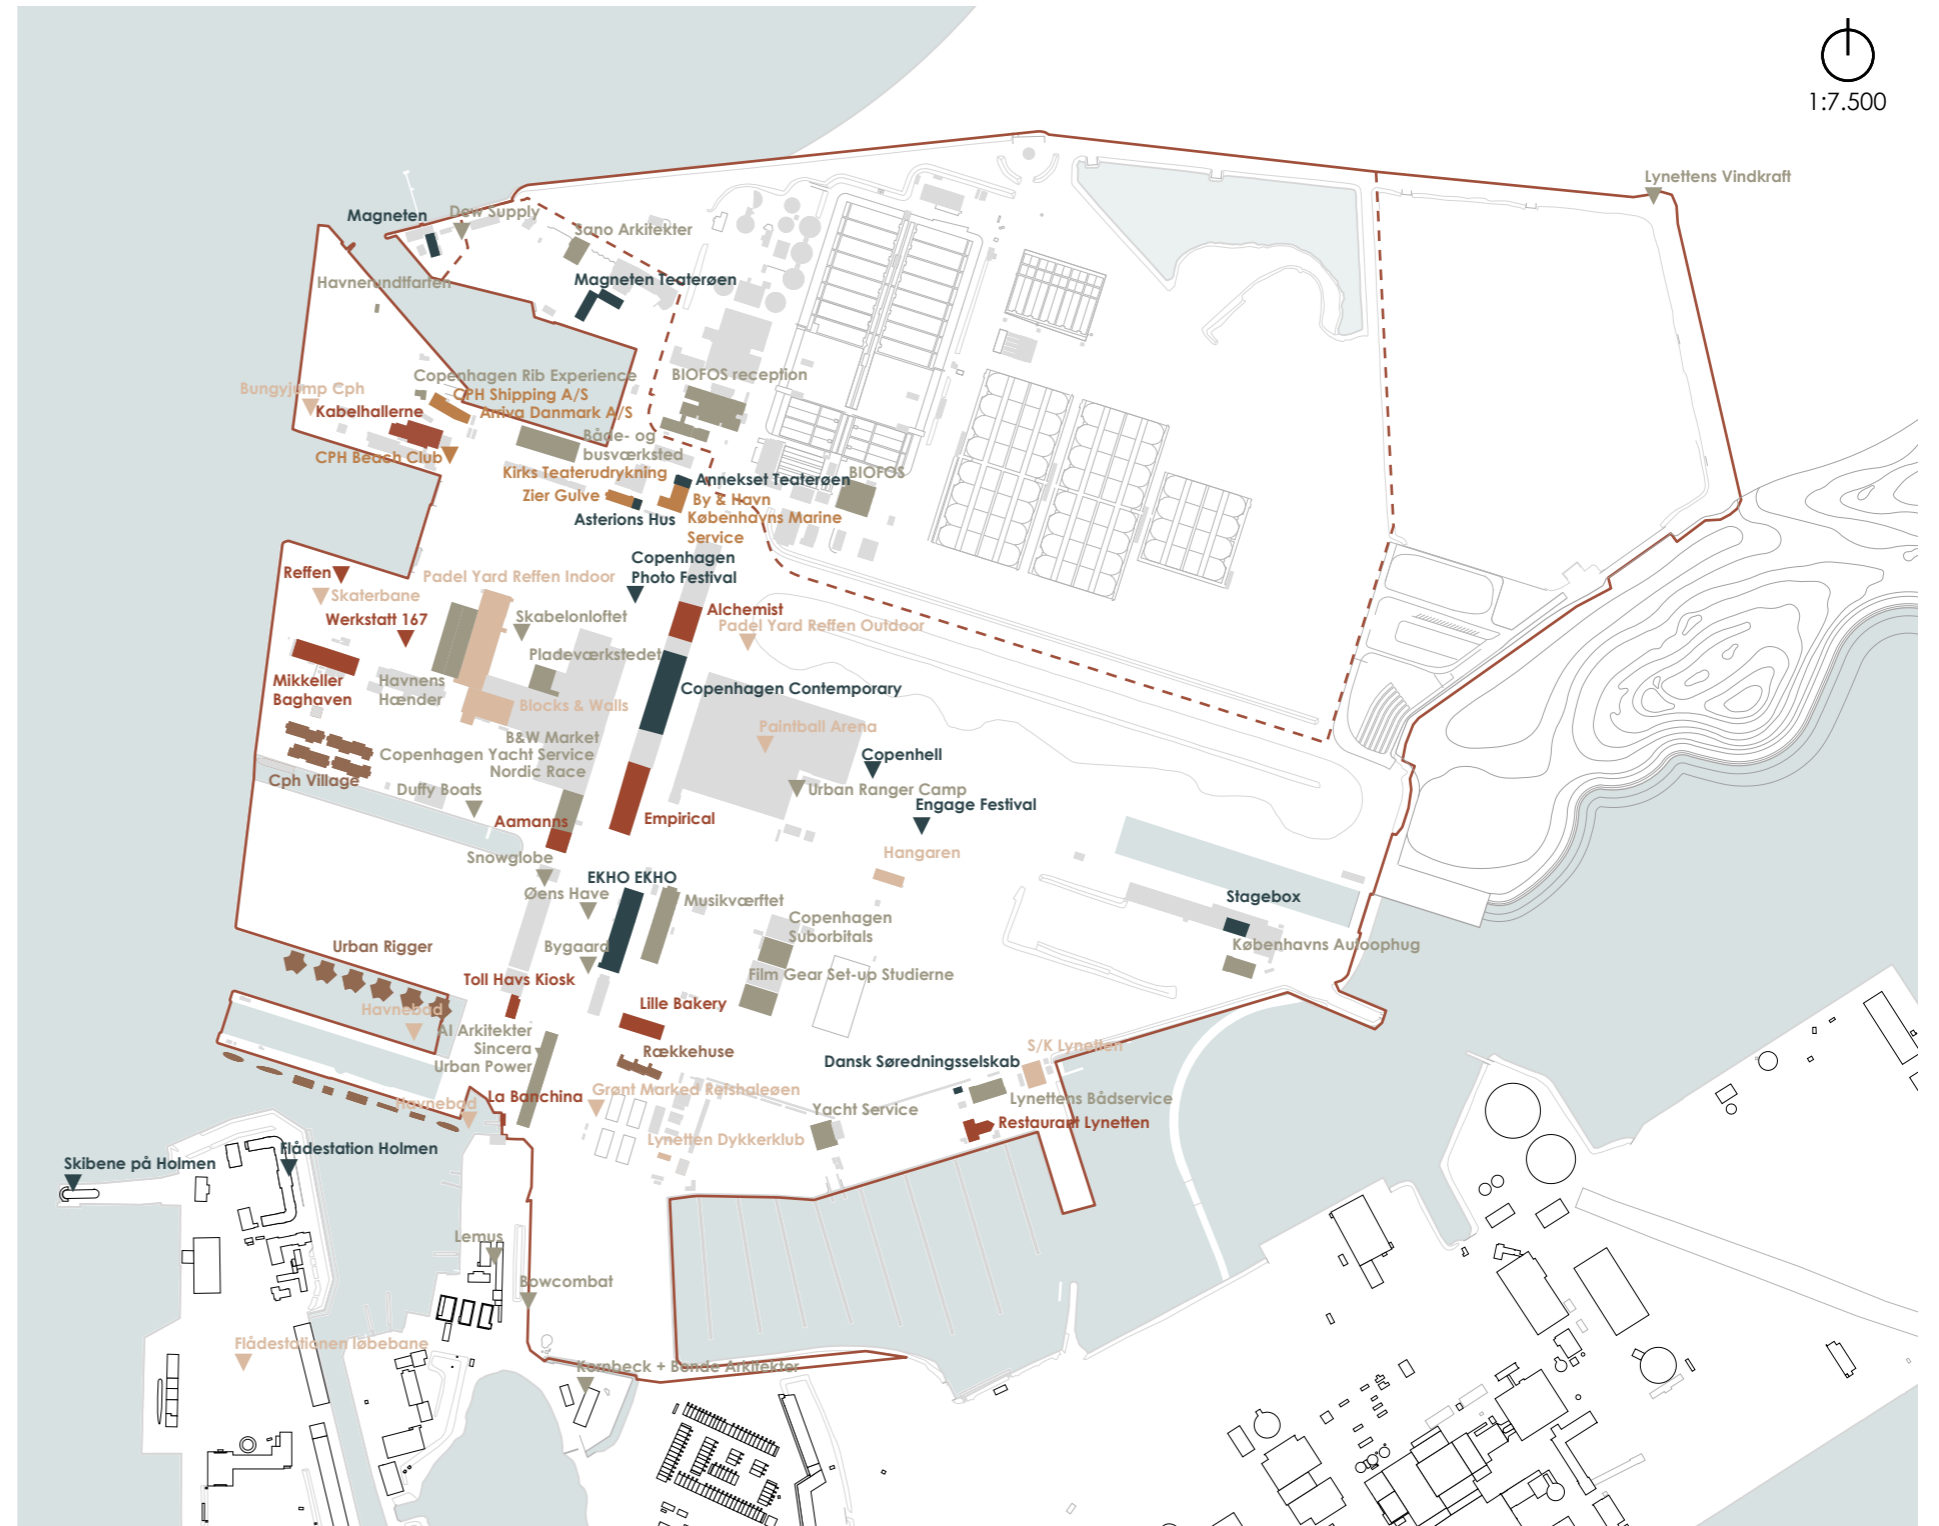 1:7.500
Lynettens Vindkraft
Magneten
Dew Supply
Sano Arkitekter
Havnerundtfarten
Magneten Teaterøen
Copenhagen Rib Experience
BIOFOS reception
Bungyjump Cph
CPH Shipping A/S
Kabelhallerne
Arriva Danmark A/S
CPH Beach Club
Både- og
busværksted
Kirks Teaterudrykning
BIOFOS
Annekset Teaterøen
Zier Gulve
By & Havn
Asterions Hus
Københavns Marine
Service
Copenhagen
Photo Festival
Reffen
Padel Yard Reffen Indoor
Skaterbane
Werkstatt 167
Skabelonloftet
Alchemist
Padel Yard Reffen Outdoor
Pladeværkstedet
Mikkeller
Baghaven
Havnens
Hænder
Copenhagen Contemporary
Blocks & Walls
Paintball Arena
B&W Market
Copenhagen Yacht Service
Nordic Race
Copenhell
Cph Village
Duffy Boats
Urban Ranger Camp
Engage Festival
Aamanns
Empirical
Snowglobe
Hangaren
EKHO EKHO
Øens Have
Musikværftet
Stagebox
Copenhagen
Suborbitals
Urban Rigger
Bygaard
Københavns Autoophug
Toll Havs Kiosk
Film Gear Set-up Studierne
Havnebad
Lille Bakery
AI Arkitekter
Sincera
Urban Power
Rækkehuse
S/K Lynetten
Dansk Søredningsselskab
La Banchina
Grønt Marked Refshaleøen
Havnebad
Lynettens Bådservice
Yacht Service
Restaurant Lynetten
Lynetten Dykkerklub
Flådestation Holmen
Skibene på Holmen
Lemus
Bowcombat
Flådestationen løbebane
Kornbeck + Bonde Arkitekter